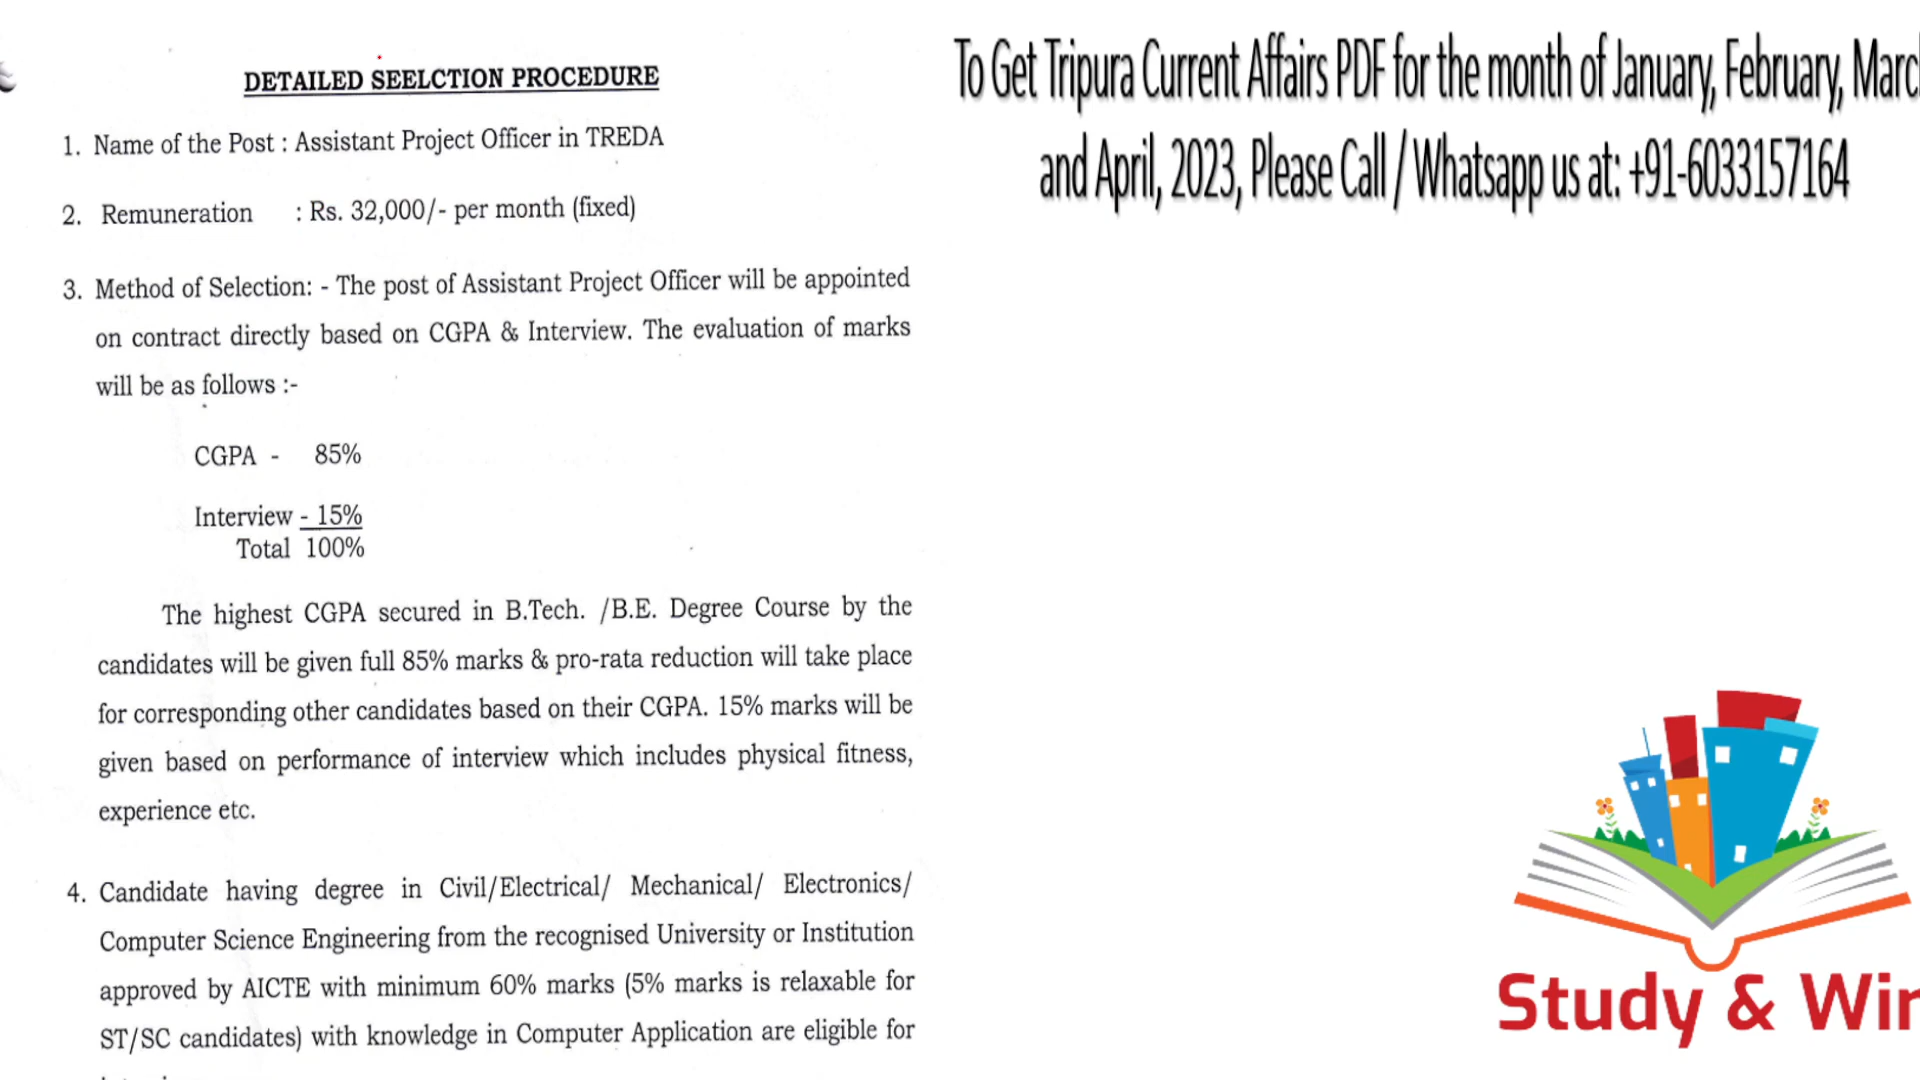 DETAILED SEELCTION PROCEDURE
1. Name of the Post : Assistant Project Officer in TREDA
2. Remuneration : Rs. 32,000/- per month (fixed)
3. Method of Selection: - The post of Assistant Project Officer will be appointed
on contract directly based on CGPA & Interview. The evaluation of marks
will be as follows :-
CGPA - 85%
Interview - 15%
Total 100%
The highest CGPA secured in B.Tech. /B.E. Degree Course by the
candidates will be given full 85% marks & pro-rata reduction will take place
for corresponding other candidates based on their CGPA. 15% marks will be
given based on performance of interview which includes physical fitness,
experience etc.
4. Candidate having degree in Civil/Electrical/ Mechanical/ Electronics/
Computer Science Engineering from the recognised University or Institution
approved by AICTE with minimum 60% marks (5% marks is relaxable for
ST/SC candidates) with knowledge in Computer Application are eligible for
To Get Tripura Current Affairs PDF for the month of January, February, Marc
and April, 2023, Please Call / Whatsapp us at: +91-6033157164
Study & Wi